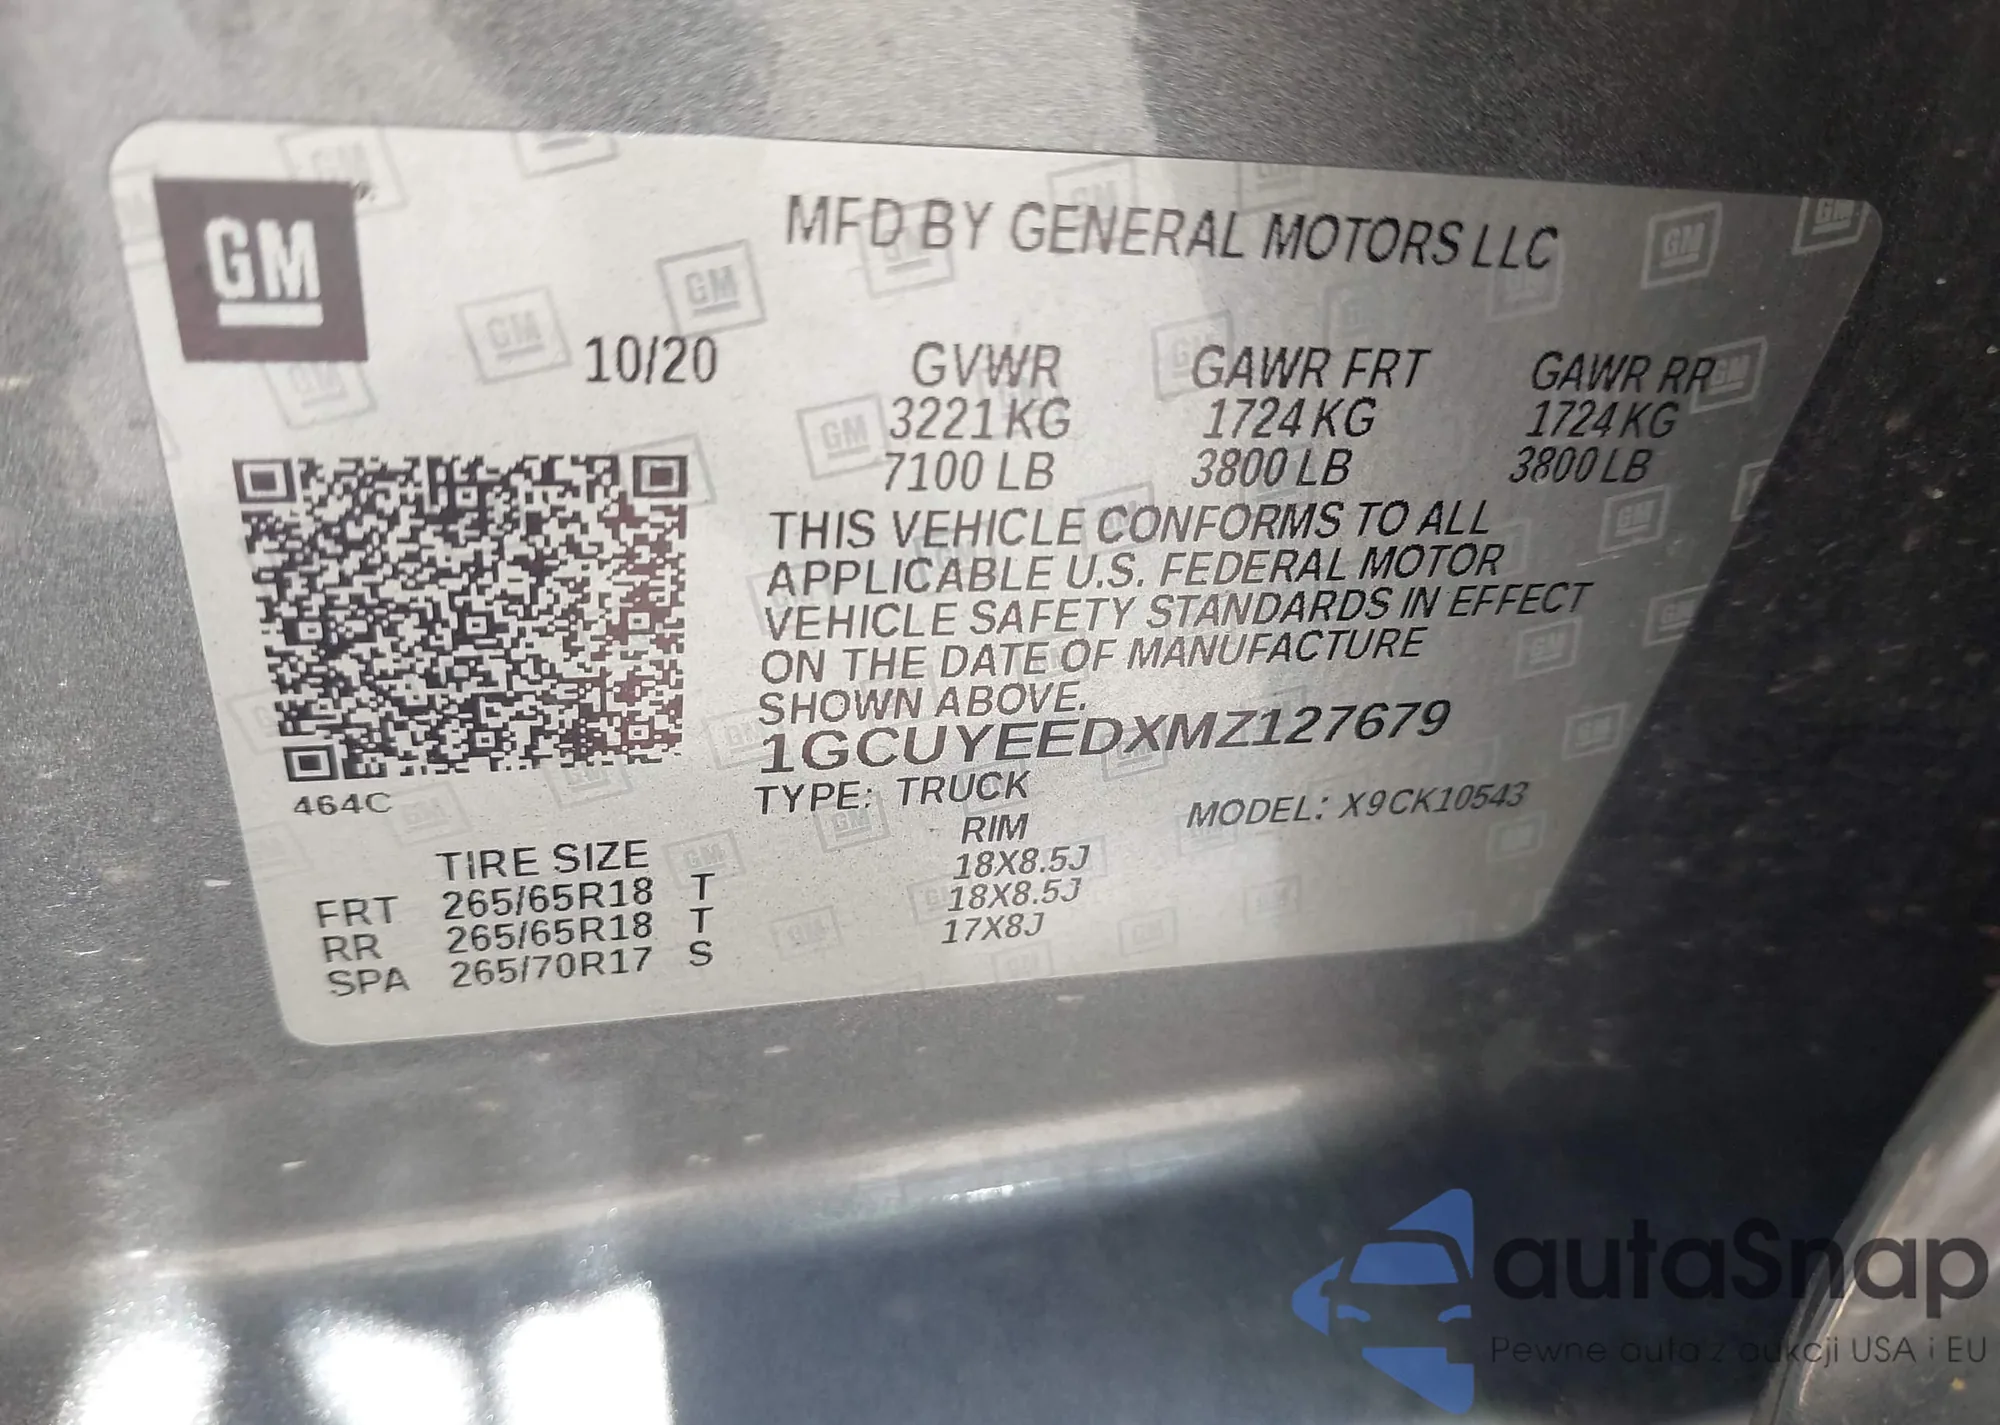 GM
MFD BY GENERAL MOTORS LLC
10/20 GVWR GAWR FRT GAWR RR
3221 KG 1724 KG 1724 KG
7100 LB 3800 LB 3800 LB
THIS VEHICLE CONFORMS TO ALL
APPLICABLE U.S. FEDERAL MOTOR
VEHICLE SAFETY STANDARDS IN EFFECT
ON THE DATE OF MANUFACTURE
SHOWN ABOVE.
1GCUYEEDXMZ127679
464C
TYPE: TRUCK MODEL: X9CK10543
TIRE SIZE RIM
FRT 265/65R18 T 18X8.5J
RR 265/65R18 T 18X8.5J
SPA 265/70R17 S 17X8J
autaSnap
Pewne auta z aukcji USA i EU